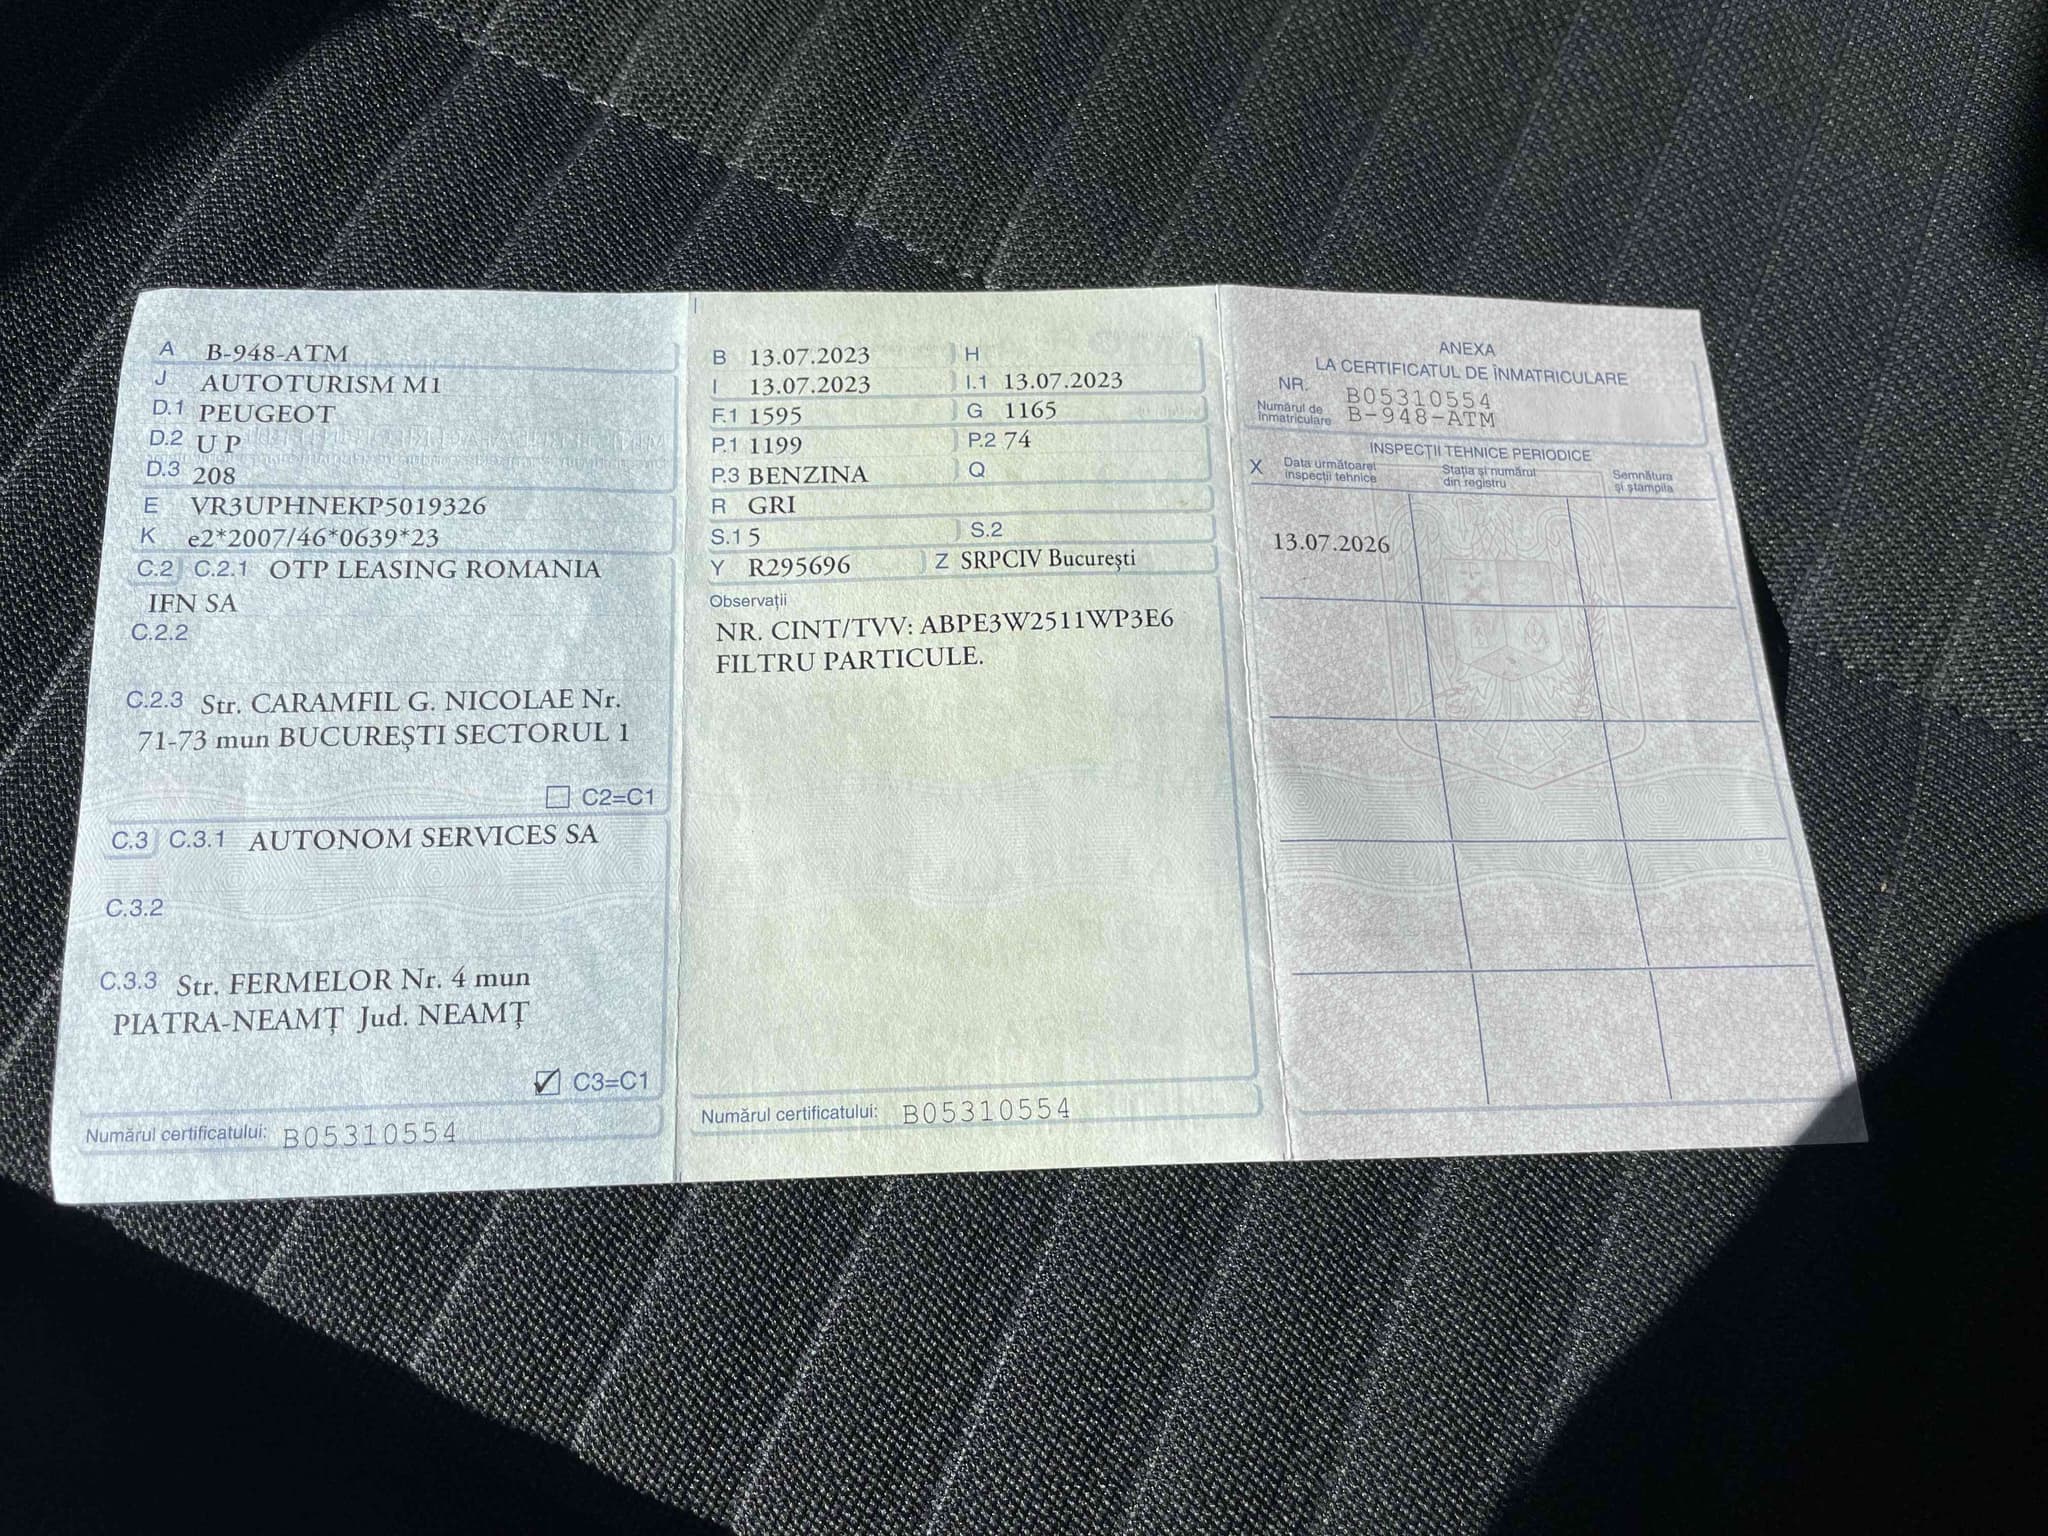 A B-948-ATM
J AUTOTURISM M1
D.1 PEUGEOT
D.2 U P
D.3 208
E VR3UPHNEKP5019326
K e2*2007/46*0639*23
C.2 C.2.1 OTP LEASING ROMANIA
IFN SA
C.2.2
C.2.3 Str. CARAMFIL G. NICOLAE Nr.
71-73 mun BUCUREȘTI SECTORUL 1
C2=C1
C.3 C.3.1 AUTONOM SERVICES SA
C.3.2
C.3.3 Str. FERMELOR Nr. 4 mun
PIATRA-NEAMȚ Jud. NEAMȚ
C3=C1
Numărul certificatului: B05310554
B 13.07.2023 H
I 13.07.2023 I.1 13.07.2023
F.1 1595 G 1165
P.1 1199 P.2 74
P.3 BENZINA Q
R GRI
S.1 5 S.2
Y R295696 Z SRPCIV București
Observații
NR. CINT/TVV: ABPE3W2511WP3E6
FILTRU PARTICULE.
Numărul certificatului: B05310554
ANEXA
LA CERTIFICATUL DE ÎNMATRICULARE
NR. B05310554
Numărul de
înmatriculare B-948-ATM
INSPECȚII TEHNICE PERIODICE
X Data următoarei Stația și numărul Semnătura
inspecții tehnice din registru și ștampila
13.07.2026